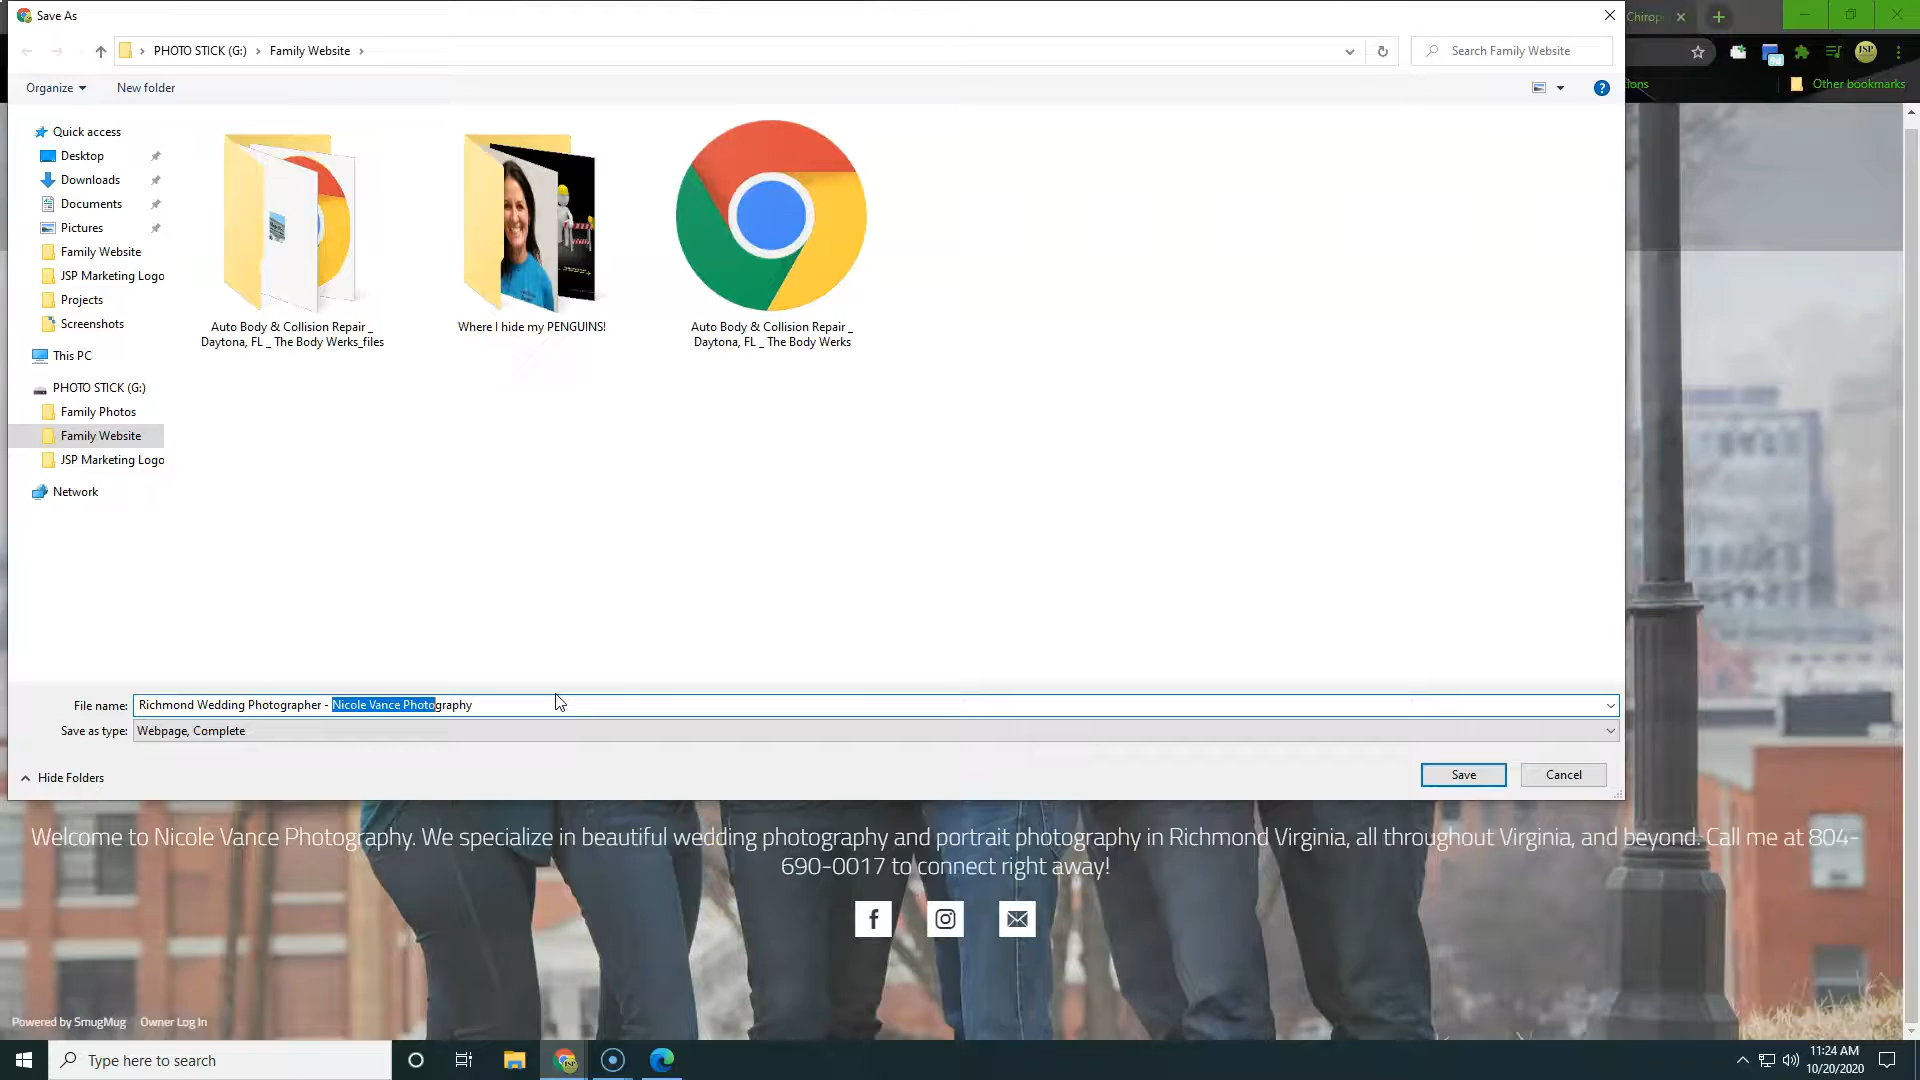 Save As
Chirop
PHOTO STICK (G:)
Family Website
Search Family Website
JSP
Organize
New folder
ions
Other bookmarks
Quick access
Desktop
Downloads
Documents
Pictures
Family Website
JSP Marketing Logo
Projects
Screenshots
This PC
PHOTO STICK (G:)
Family Photos
Family Website
JSP Marketing Logo
Network
Auto Body & Collision Repair _
Daytona, FL _ The Body Werks_files
Where I hide my PENGUINS!
Auto Body & Collision Repair _
Daytona, FL _ The Body Werks
File name: Richmond Wedding Photographer - Nicole Vance Photography
Save as type: Webpage, Complete
Hide Folders
Save
Cancel
Welcome to Nicole Vance Photography. We specialize in beautiful wedding photography and portrait photography in Richmond Virginia, all throughout Virginia, and beyond. Call me at 804-
690-0017 to connect right away!
Powered by SmugMug Owner Log In
Type here to search
11:24 AM
10/20/2020